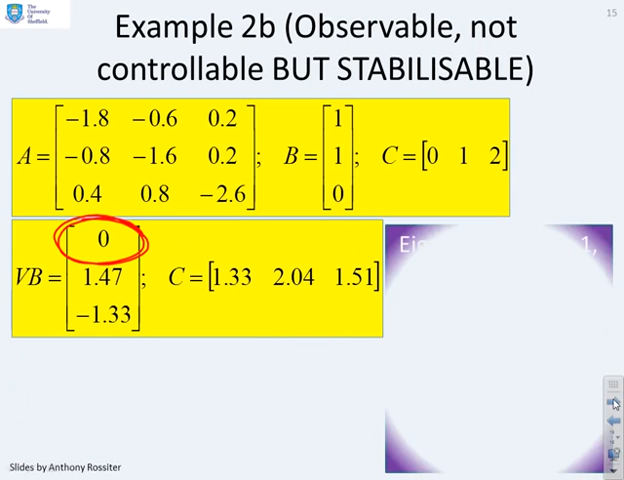 The
University
Of
Sheffield.
15
Example 2b (Observable, not
controllable BUT STABILISABLE)
A = [ −1.8 −0.6 0.2
−0.8 −1.6 0.2
0.4 0.8 −2.6 ] ; B = [ 1
1
0 ] ; C = [0 1 2]
VB = [ 0
1.47
−1.33 ] ; C = [1.33 2.04 1.51]
1,
Slides by Anthony Rossiter